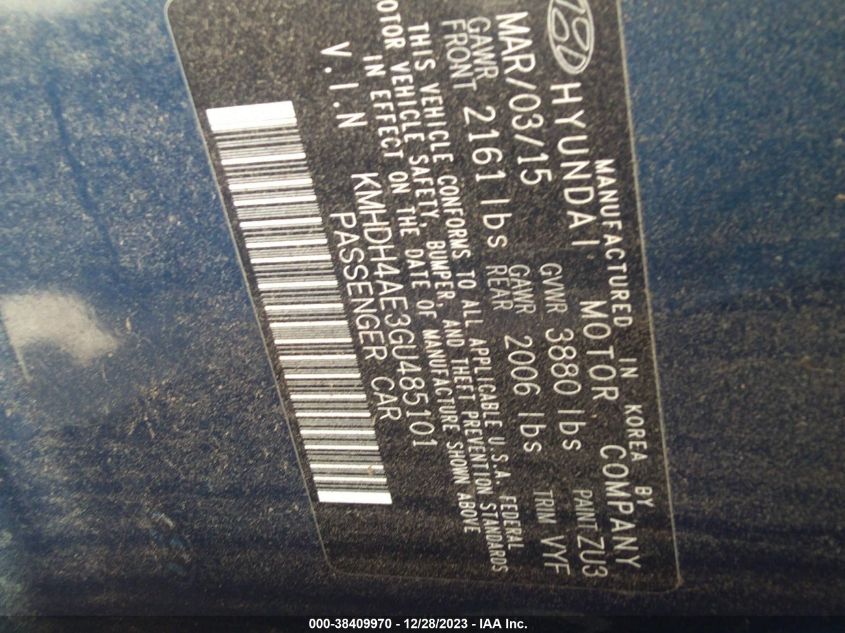 MANUFACTURED IN KOREA BY
HYUNDAI MOTOR COMPANY
MAR/03/15 GVWR 3880 lbs PAINT ZU3
GAWR FRONT 2161 lbs GAWR REAR 2006 lbs TRIM VYF
THIS VEHICLE CONFORMS TO ALL APPLICABLE U.S.A. FEDERAL
MOTOR VEHICLE SAFETY, BUMPER, AND THEFT PREVENTION STANDARDS
IN EFFECT ON THE DATE OF MANUFACTURE SHOWN ABOVE
V.I.N KMHDH4AE3GU485101
PASSENGER CAR
000-38409970 - 12/28/2023 - IAA Inc.